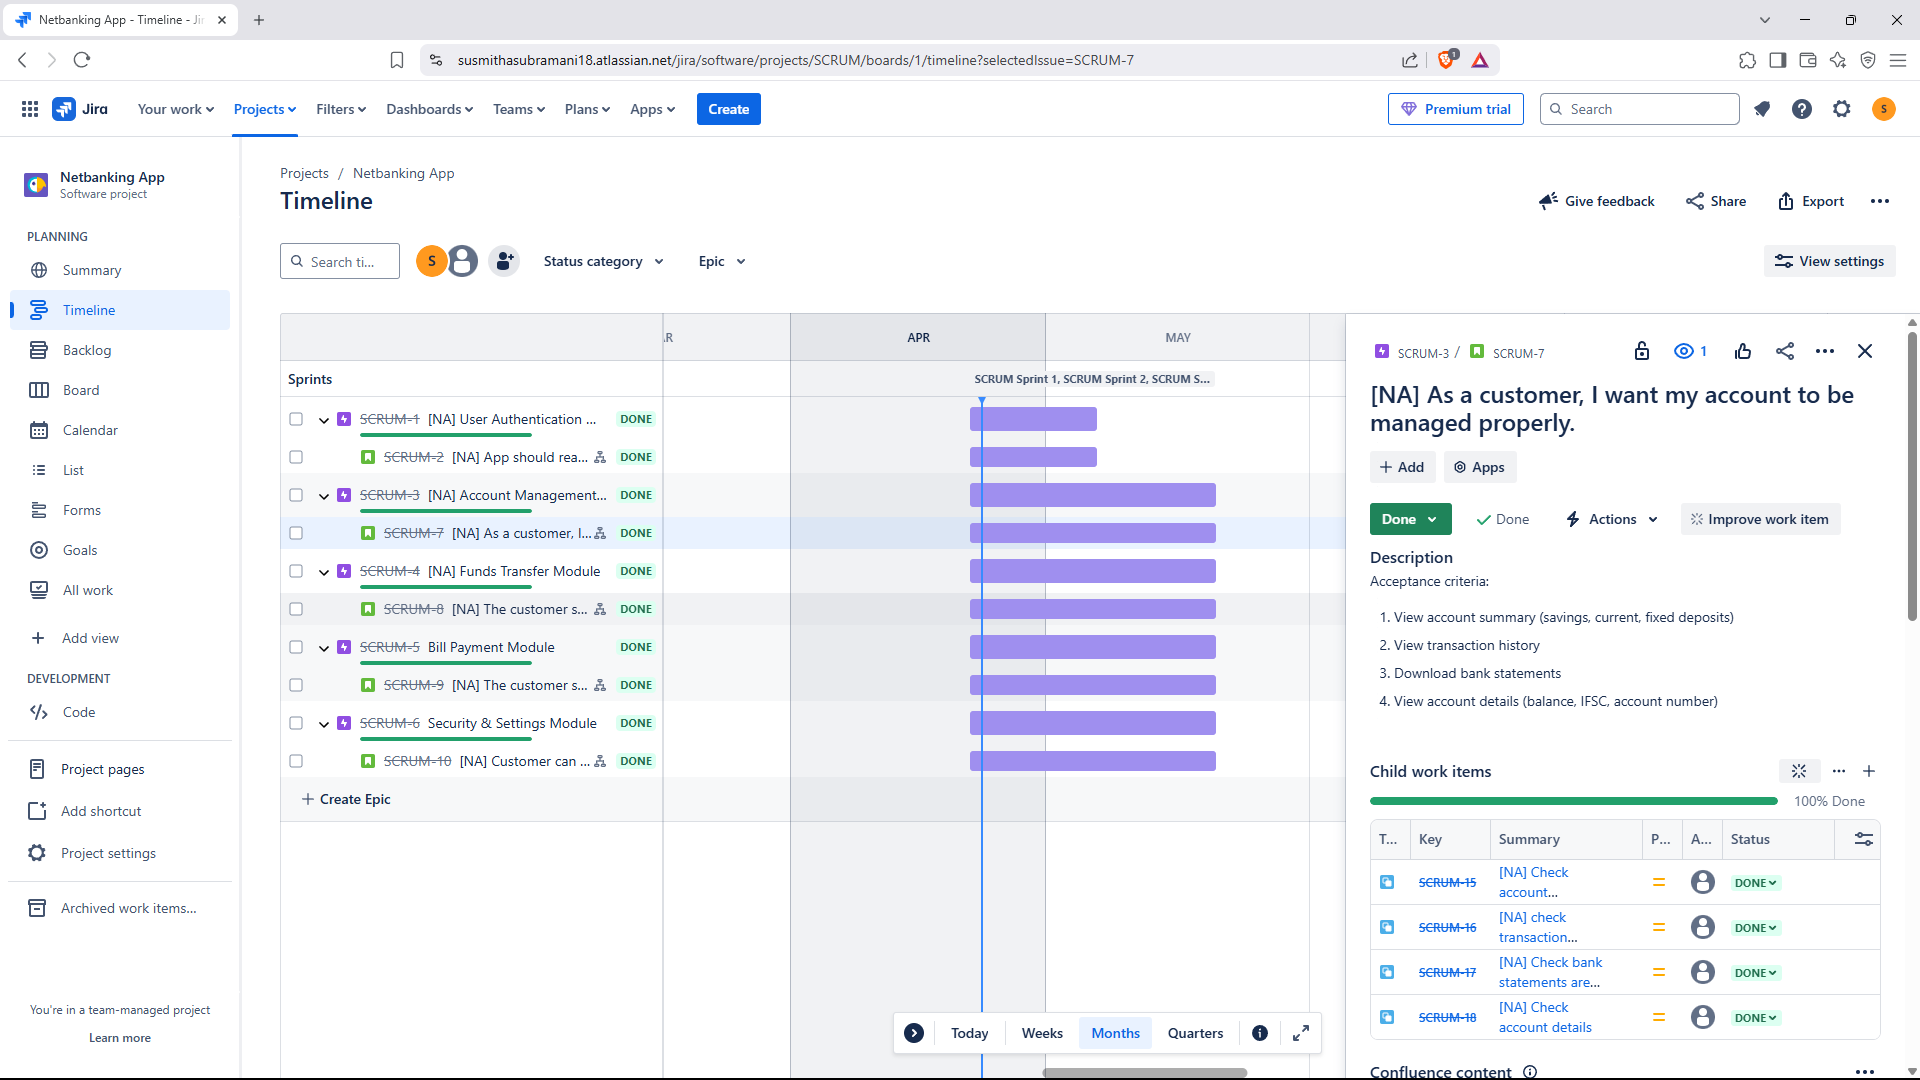 Netbanking App - Timeline - Ji
susmithasubramani18.atlassian.net/jira/software/projects/SCRUM/boards/1/timeline?selectedIssue=SCRUM-7
1
Jira
Your work
Projects
Filters
Dashboards
Teams
Plans
Apps
Create
Premium trial
Search
S
Netbanking App
Software project
PLANNING
Summary
Timeline
Backlog
Board
Calendar
List
Forms
Goals
All work
Add view
DEVELOPMENT
Code
Project pages
Add shortcut
Project settings
Archived work items...
You're in a team-managed project
Learn more
Projects / Netbanking App
Timeline
Give feedback
Share
Export
Search ti...
S
Status category
Epic
View settings
AR
APR
MAY
Sprints
SCRUM Sprint 1, SCRUM Sprint 2, SCRUM S...
SCRUM-1 [NA] User Authentication ... DONE
SCRUM-2 [NA] App should rea... DONE
SCRUM-3 [NA] Account Management... DONE
SCRUM-7 [NA] As a customer, I... DONE
SCRUM-4 [NA] Funds Transfer Module DONE
SCRUM-8 [NA] The customer s... DONE
SCRUM-5 Bill Payment Module DONE
SCRUM-9 [NA] The customer s... DONE
SCRUM-6 Security & Settings Module DONE
SCRUM-10 [NA] Customer can ... DONE
+ Create Epic
Today
Weeks
Months
Quarters
SCRUM-3 / SCRUM-7
1
[NA] As a customer, I want my account to be
managed properly.
+ Add
Apps
Done
Done
Actions
Improve work item
Description
Acceptance criteria:
1. View account summary (savings, current, fixed deposits)
2. View transaction history
3. Download bank statements
4. View account details (balance, IFSC, account number)
Child work items
100% Done
T... Key Summary P... A... Status
SCRUM-15 [NA] Check
account... DONE
SCRUM-16 [NA] check
transaction... DONE
SCRUM-17 [NA] Check bank
statements are... DONE
SCRUM-18 [NA] Check
account details DONE
Confluence content